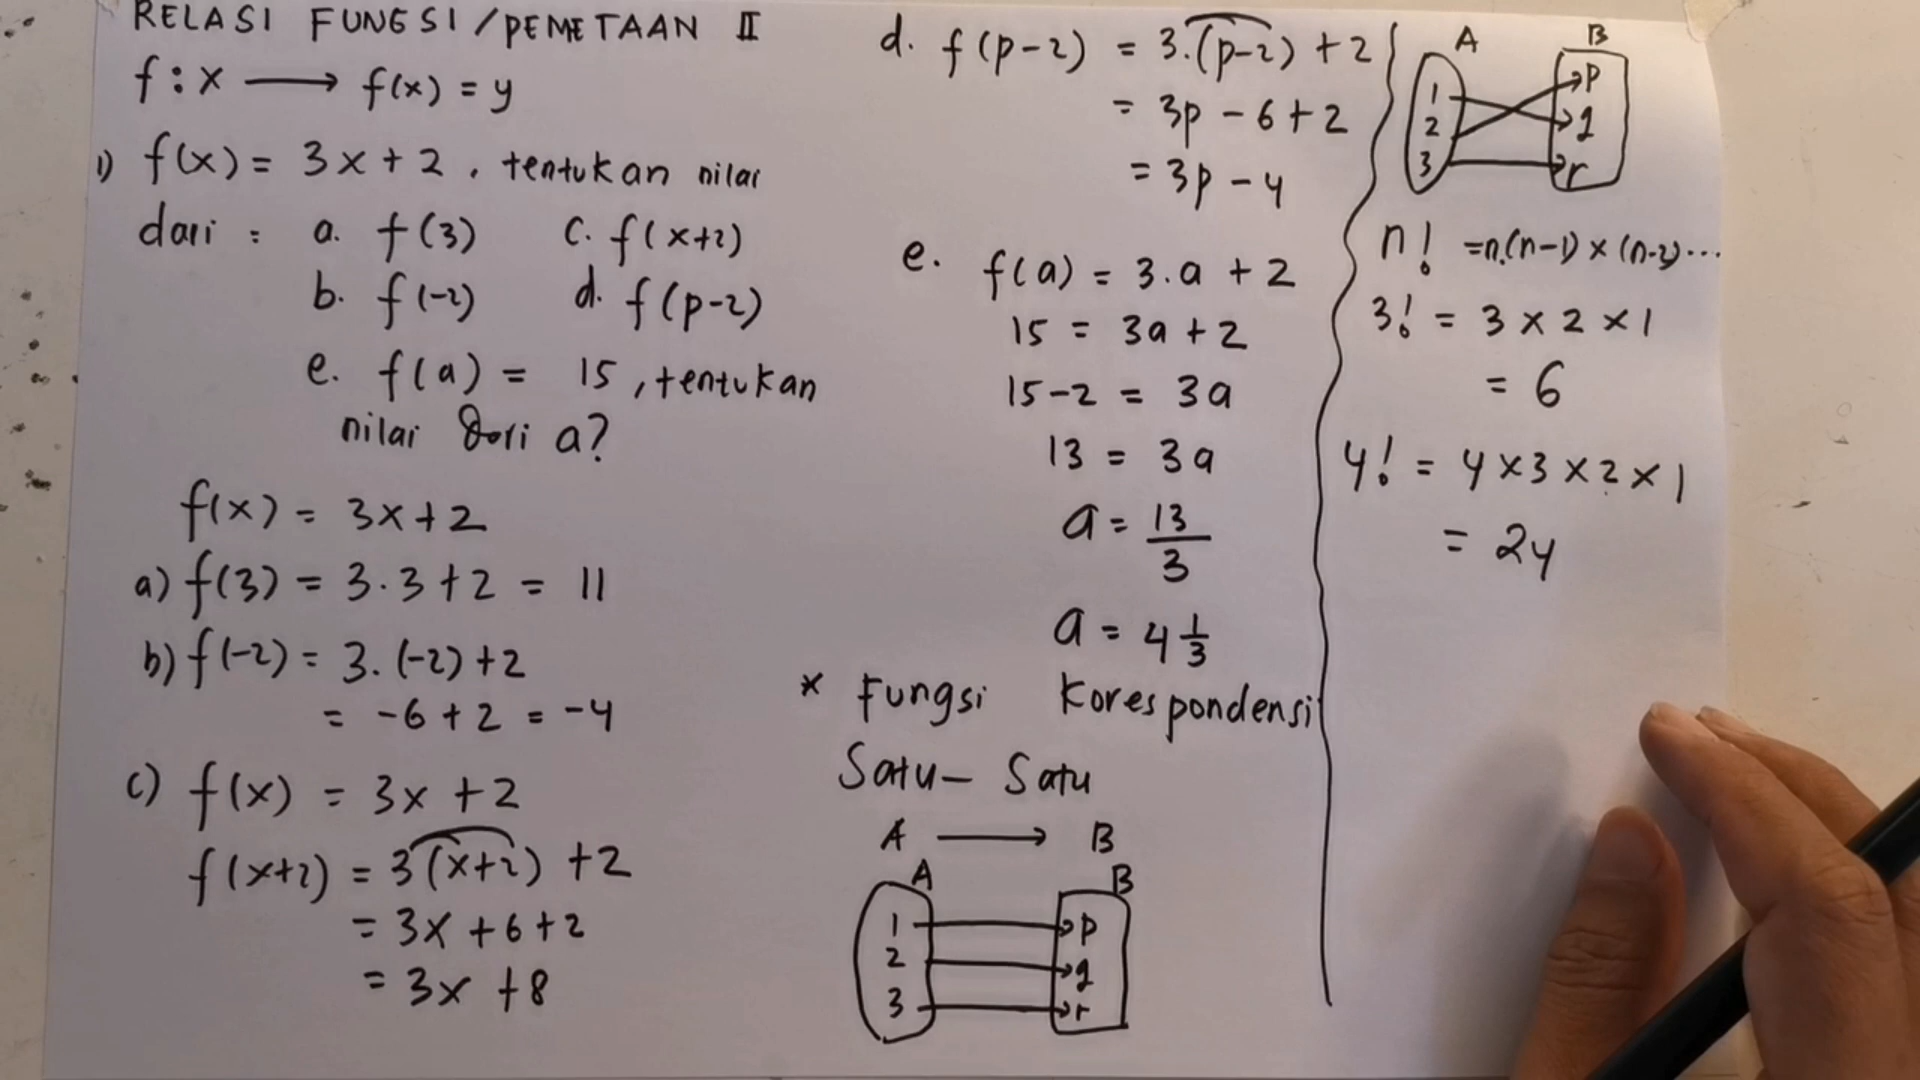 RELASI FUNGSI/PEMETAAN II
f : x ⟶ f(x) = y
1) f(x) = 3x + 2 , tentukan nilai
dari : a. f(3) c. f(x+2)
b. f(-2) d. f(p-2)
e. f(a) = 15 , tentukan
nilai dari a?
f(x) = 3x+2
a) f(3) = 3.3+2 = 11
b) f(-2) = 3.(-2)+2
= -6+2 = -4
c) f(x) = 3x +2
f(x+2) = 3(x+2) +2
= 3x +6+2
= 3x +8
d. f(p-2) = 3.(p-2) +2
= 3p - 6 + 2
= 3p - 4
e. f(a) = 3.a + 2
15 = 3a + 2
15-2 = 3a
13 = 3a
a = 13/3
a = 4 1/3
* Fungsi Korespondensi
Satu- Satu
A ⟶ B
A B
1 p
2 q
3 r
A B
1 p
2 q
3 r
n! =n.(n-1) x (n-2)...
3! = 3 x 2 x 1
= 6
4! = 4 x 3 x 2 x 1
= 24